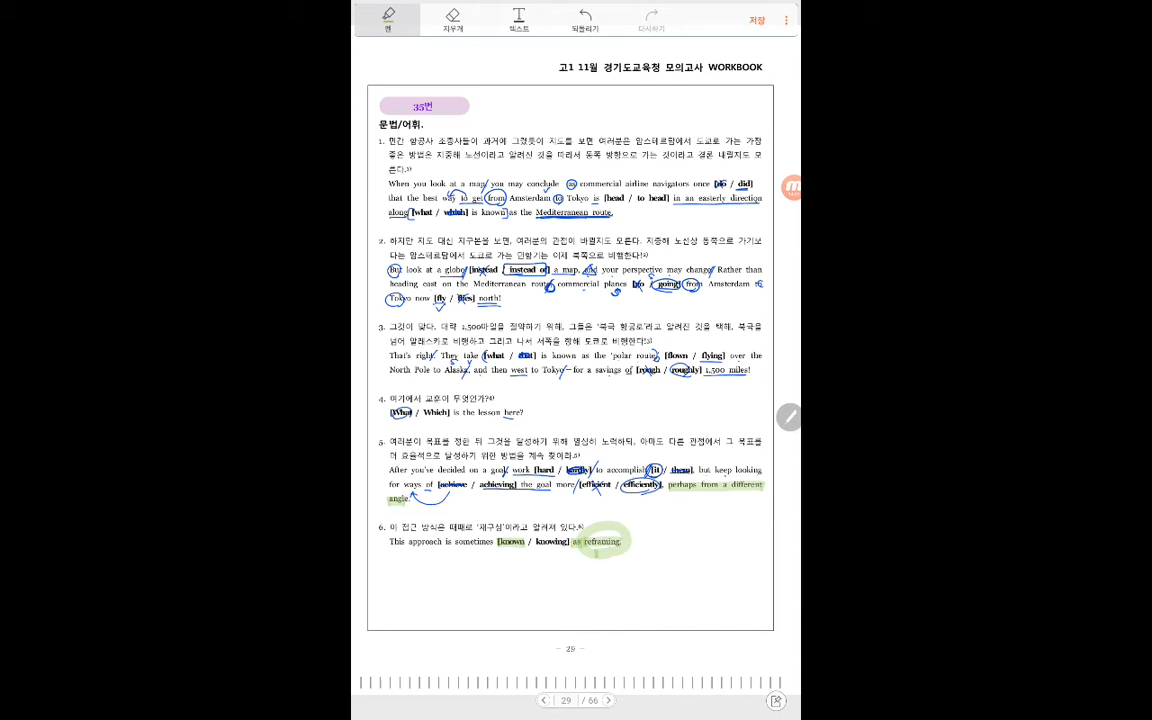 펜 지우개 텍스트 되돌리기 다시하기 저장
고1 11월 경기도교육청 모의고사 WORKBOOK
35번
문법/어휘.
1. 민간 항공사 조종사들이 과거에 그랬듯이 지도를 보면 여러분은 암스테르담에서 도쿄로 가는 가장
좋은 방법은 지중해 노선이라고 알려진 것을 따라서 동쪽 방향으로 가는 것이라고 결론 내릴지도 모
른다.1)
When you look at a map, you may conclude as commercial airline navigators once [do / did]
that the best way to get from Amsterdam to Tokyo is [head / to head] in an easterly direction
along [what / which is known] as the Mediterranean route.
2. 하지만 지도 대신 지구본을 보면, 여러분의 관점이 바뀔지도 모른다. 지중해 노선상 동쪽으로 가기보
다는 암스테르담에서 도쿄로 가는 민항기는 이제 북쪽으로 비행한다!2)
But look at a globe [instead / instead of] a map, and your perspective may change. Rather than
heading east on the Mediterranean route, commercial planes [go / going] from Amsterdam to
Tokyo now [fly / flies] north!
3. 그것이 맞다. 대략 1,500마일을 절약하기 위해, 그들은 '북극 항공로'라고 알려진 것을 택해, 북극을
넘어 알래스카로 비행하고 그리고 나서 서쪽을 향해 도쿄로 비행한다!3)
That's right. They take [what / that] is known as the 'polar route', [flown / flying] over the
North Pole to Alaska, and then west to Tokyo–for a savings of [rough / roughly] 1,500 miles!
4. 여기에서 교훈이 무엇인가?4)
[What / Which] is the lesson here?
5. 여러분이 목표를 정한 뒤 그것을 달성하기 위해 열심히 노력하되, 아마도 다른 관점에서 그 목표를
더 효율적으로 달성하기 위한 방법을 계속 찾아라.5)
After you've decided on a goal, work [hard / hardly] to accomplish [it / them], but keep looking
for ways of [achieve / achieving] the goal more [efficient / efficiently], perhaps from a different
angle.
6. 이 접근 방식은 때때로 '재구성'이라고 알려져 있다.6)
This approach is sometimes [known / knowing] as reframing.
- 29 -
29 / 66